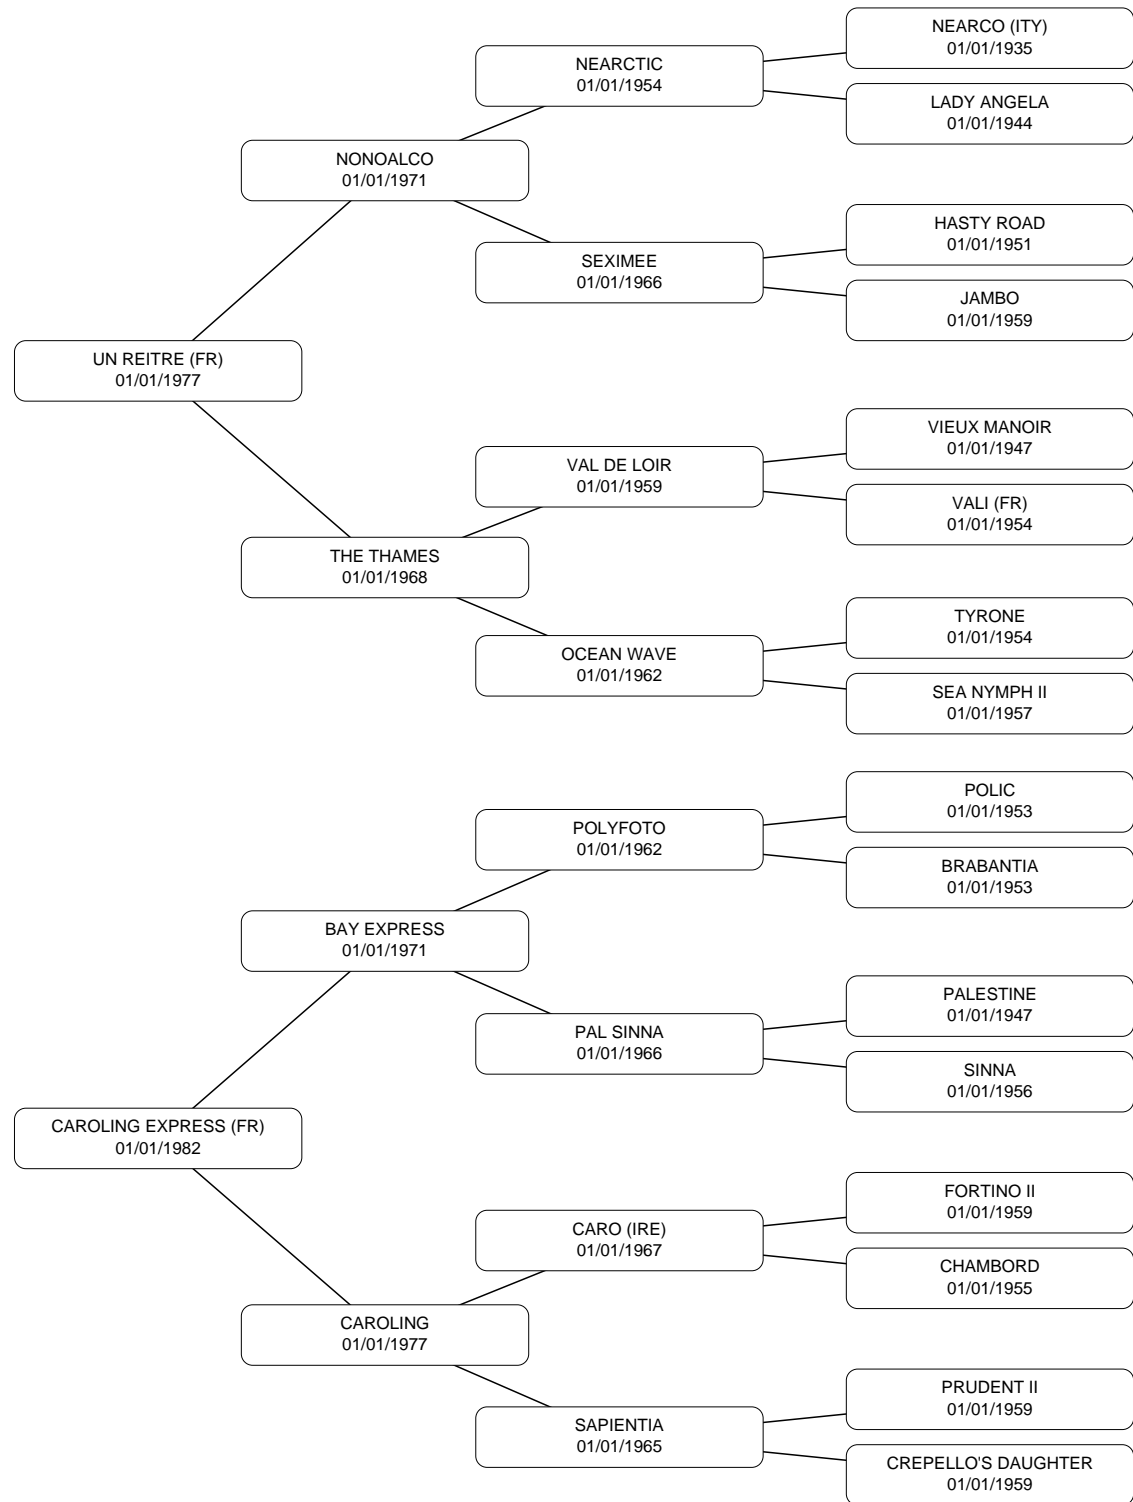 NEARCO (ITY)
01/01/1935
NEARCTIC
01/01/1954
LADY ANGELA
01/01/1944
NONOALCO
01/01/1971
HASTY ROAD
01/01/1951
SEXIMEE
01/01/1966
JAMBO
01/01/1959
UN REITRE (FR)
01/01/1977
VIEUX MANOIR
01/01/1947
VAL DE LOIR
01/01/1959
VALI (FR)
01/01/1954
THE THAMES
01/01/1968
TYRONE
01/01/1954
OCEAN WAVE
01/01/1962
SEA NYMPH II
01/01/1957
POLIC
01/01/1953
POLYFOTO
01/01/1962
BRABANTIA
01/01/1953
BAY EXPRESS
01/01/1971
PALESTINE
01/01/1947
PAL SINNA
01/01/1966
SINNA
01/01/1956
CAROLING EXPRESS (FR)
01/01/1982
FORTINO II
01/01/1959
CARO (IRE)
01/01/1967
CHAMBORD
01/01/1955
CAROLING
01/01/1977
PRUDENT II
01/01/1959
SAPIENTIA
01/01/1965
CREPELLO'S DAUGHTER
01/01/1959